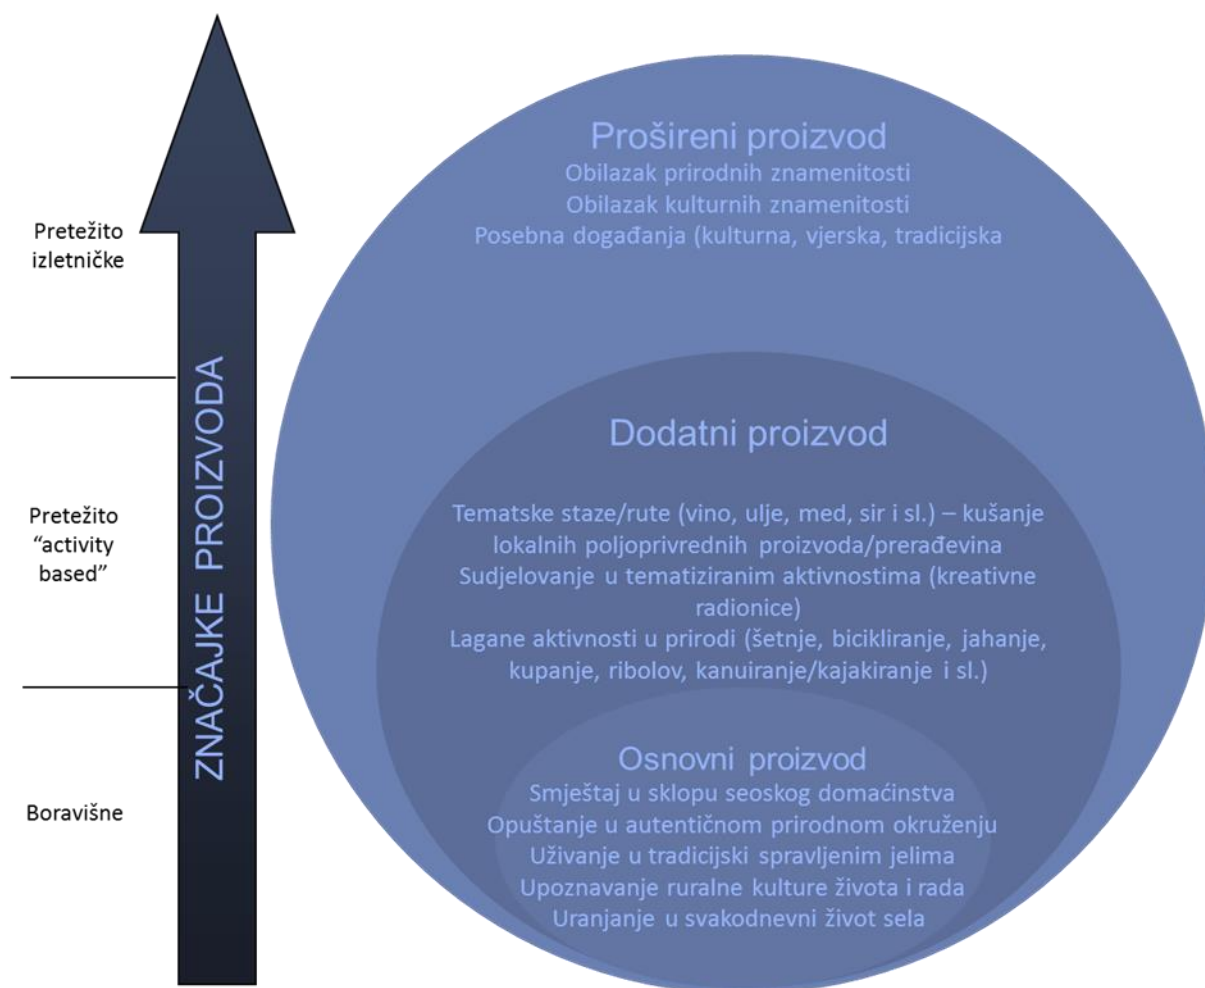 Prošireni proizvod
Obilazak prirodnih znamenitosti
Obilazak kulturnih znamenitosti
Posebna događanja (kulturna, vjerska, tradicijska
Pretežito
izletničke
ZNAČAJKE PROIZVODA
Dodatni proizvod
Tematske staze/rute (vino, ulje, med, sir i sl.) – kušanje
lokalnih poljoprivrednih proizvoda/prerađevina
Sudjelovanje u tematiziranim aktivnostima (kreativne
radionice)
Lagane aktivnosti u prirodi (šetnje, bicikliranje, jahanje,
kupanje, ribolov, kanuiranje/kajakiranje i sl.)
Pretežito
“activity
based”
Osnovni proizvod
Smještaj u sklopu seoskog domaćinstva
Opuštanje u autentičnom prirodnom okruženju
Uživanje u tradicijski spravljenim jelima
Upoznavanje ruralne kulture života i rada
Uranjanje u svakodnevni život sela
Boravišne